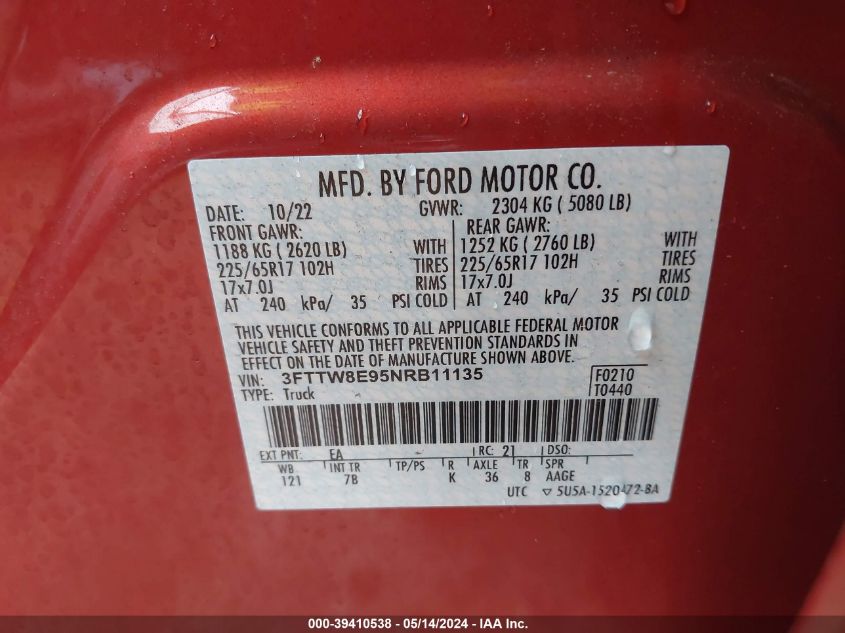 MFD. BY FORD MOTOR CO.
DATE: 10/22 GVWR: 2304 KG ( 5080 LB)
FRONT GAWR: REAR GAWR:
1188 KG ( 2620 LB) WITH 1252 KG ( 2760 LB) WITH
225/65R17 102H TIRES 225/65R17 102H TIRES
17x7.0J RIMS 17x7.0J RIMS
AT 240 kPa/ 35 PSI COLD AT 240 kPa/ 35 PSI COLD
THIS VEHICLE CONFORMS TO ALL APPLICABLE FEDERAL MOTOR
VEHICLE SAFETY AND THEFT PREVENTION STANDARDS IN
EFFECT ON THE DATE OF MANUFACTURE SHOWN ABOVE.
VIN: 3FTTW8E95NRB11135 F0210
TYPE: Truck T0440
EXT PNT: EA RC: 21 DSO:
WB INT TR TP/PS R AXLE TR SPR
121 7B K 36 8 AAGE
UTC ▽ 5U5A-1520472-BA
000-39410538 - 05/14/2024 - IAA, Inc.